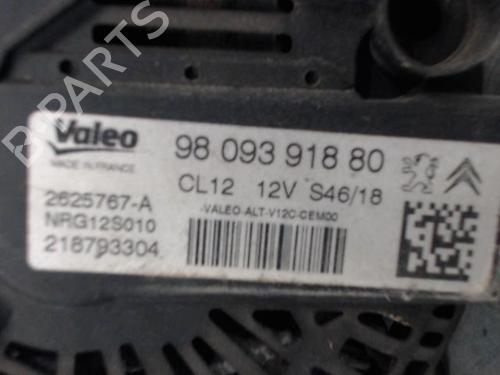 BPARTS
Valeo
MADE IN FRANCE
98 093 918 80
CL12 12V S46/18
-VALEO-ALT-V12C-CEM00
2625767-A
NRG12S010
218793304